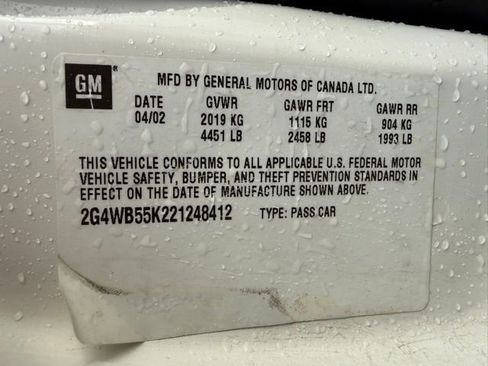 GM® MFD BY GENERAL MOTORS OF CANADA LTD.
DATE GVWR GAWR FRT GAWR RR
04/02 2019 KG 1115 KG 904 KG
4451 LB 2458 LB 1993 LB
THIS VEHICLE CONFORMS TO ALL APPLICABLE U.S. FEDERAL MOTOR
VEHICLE SAFETY, BUMPER, AND THEFT PREVENTION STANDARDS IN
EFFECT ON THE DATE OF MANUFACTURE SHOWN ABOVE.
2G4WB55K221248412 TYPE: PASS CAR